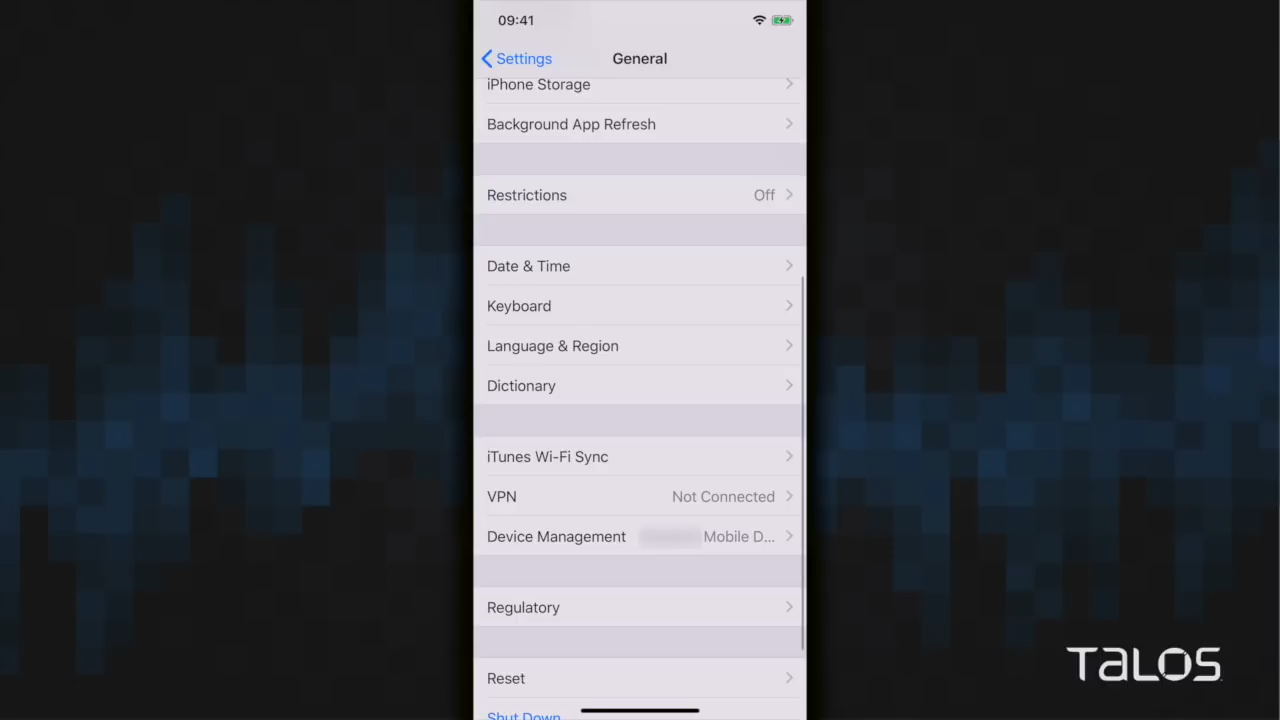 09:41
Settings General
iPhone Storage
Background App Refresh
Restrictions Off
Date & Time
Keyboard
Language & Region
Dictionary
iTunes Wi-Fi Sync
VPN Not Connected
Device Management Mobile D...
Regulatory
Reset
Shut Down
TALOS